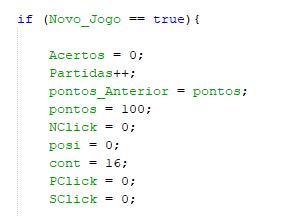 if (Novo_Jogo == true){
Acertos = 0;
Partidas++;
pontos_Anterior = pontos;
pontos = 100;
NClick = 0;
posi = 0;
cont = 16;
PClick = 0;
SClick = 0;